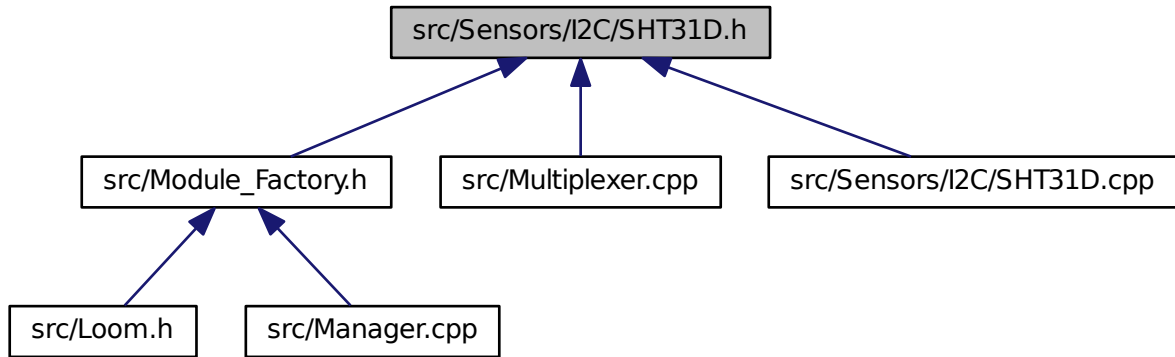 src/Sensors/I2C/SHT31D.h
src/Module_Factory.h
src/Multiplexer.cpp
src/Sensors/I2C/SHT31D.cpp
src/Loom.h
src/Manager.cpp